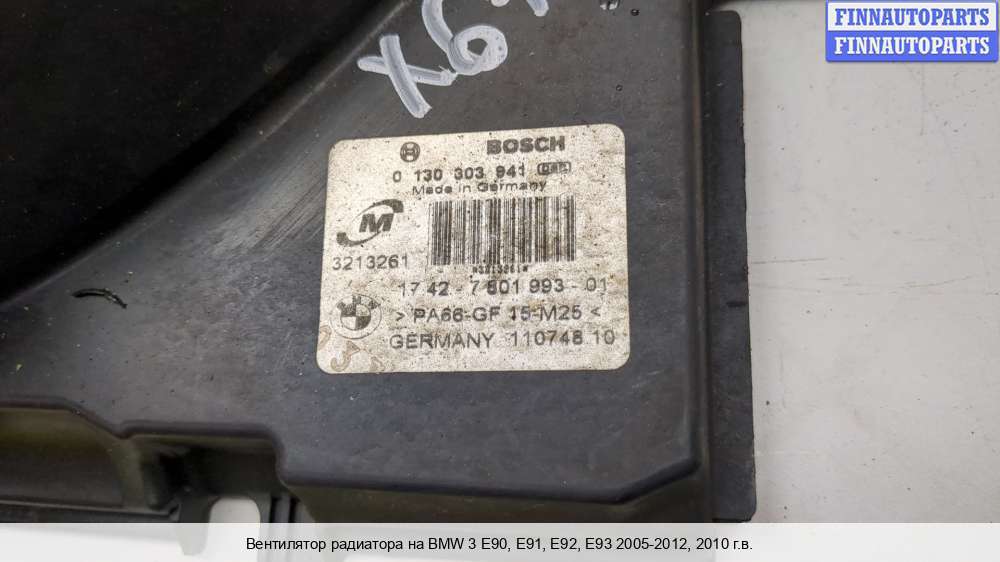 FINNAUTOPARTS
FINNAUTOPARTS
BOSCH
0 130 303 941
Made in Germany
M
3213261
17 42 - 7 801 993 - 01
> PA66-GF 15-M25 <
GERMANY 110748 10
Вентилятор радиатора на BMW 3 E90, E91, E92, E93 2005-2012, 2010 г.в.